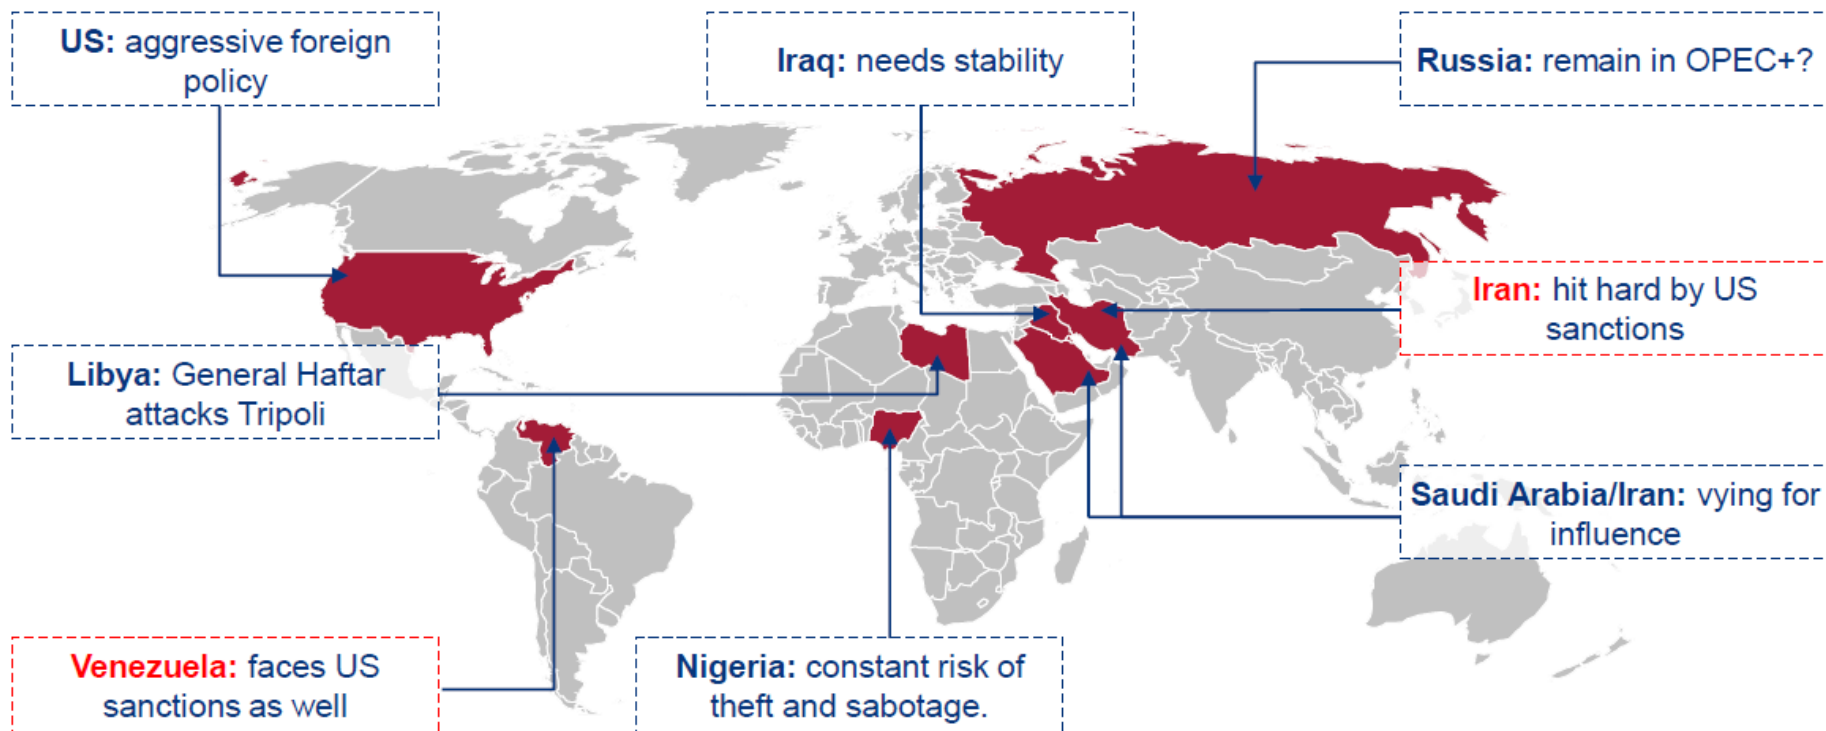 US: aggressive foreign
policy
Iraq: needs stability
Russia: remain in OPEC+?
Iran: hit hard by US
sanctions
Libya: General Haftar
attacks Tripoli
Saudi Arabia/Iran: vying for
influence
Venezuela: faces US
sanctions as well
Nigeria: constant risk of
theft and sabotage.